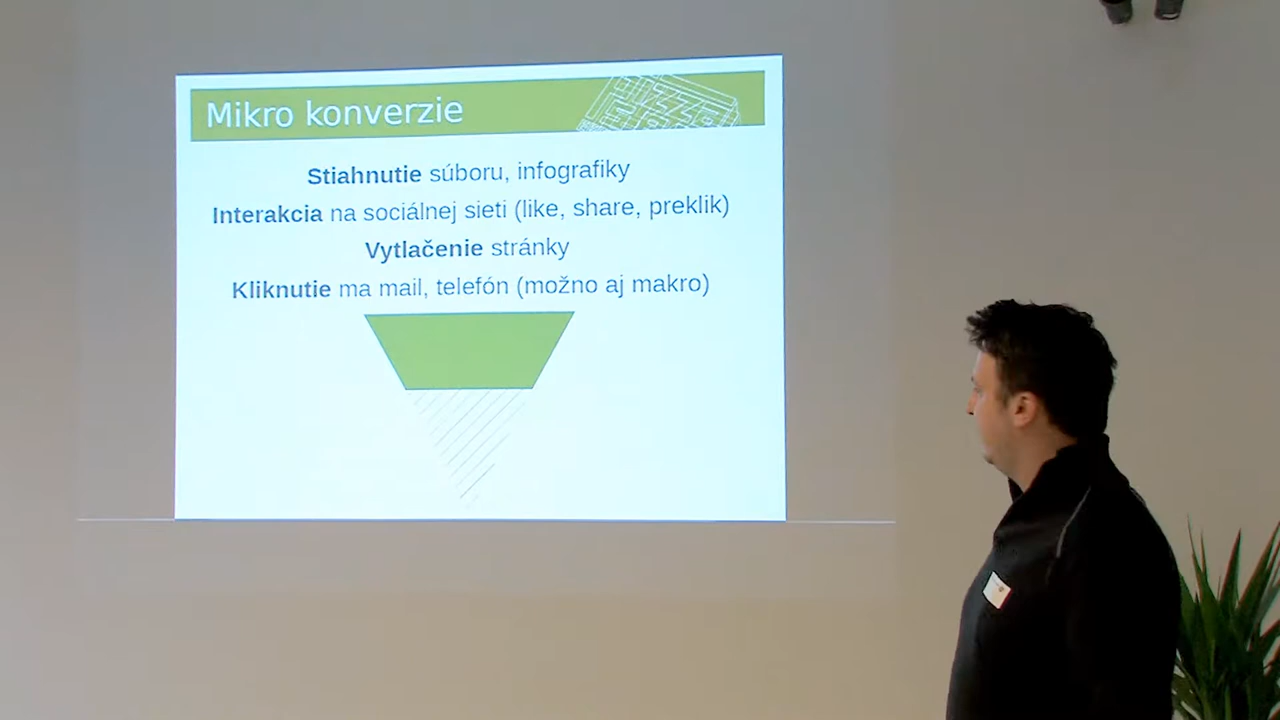 Mikro konverzie
Stiahnutie súboru, infografiky
Interakcia na sociálnej sieti (like, share, preklik)
Vytlačenie stránky
Kliknutie ma mail, telefón (možno aj makro)